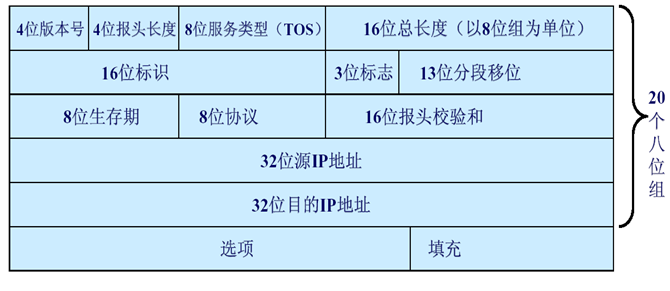 4位版本号 4位报头长度 8位服务类型（TOS） 16位总长度（以8位组为单位）
16位标识 3位标志 13位分段移位
8位生存期 8位协议 16位报头校验和
32位源IP地址
32位目的IP地址
选项 填充
20个八位组